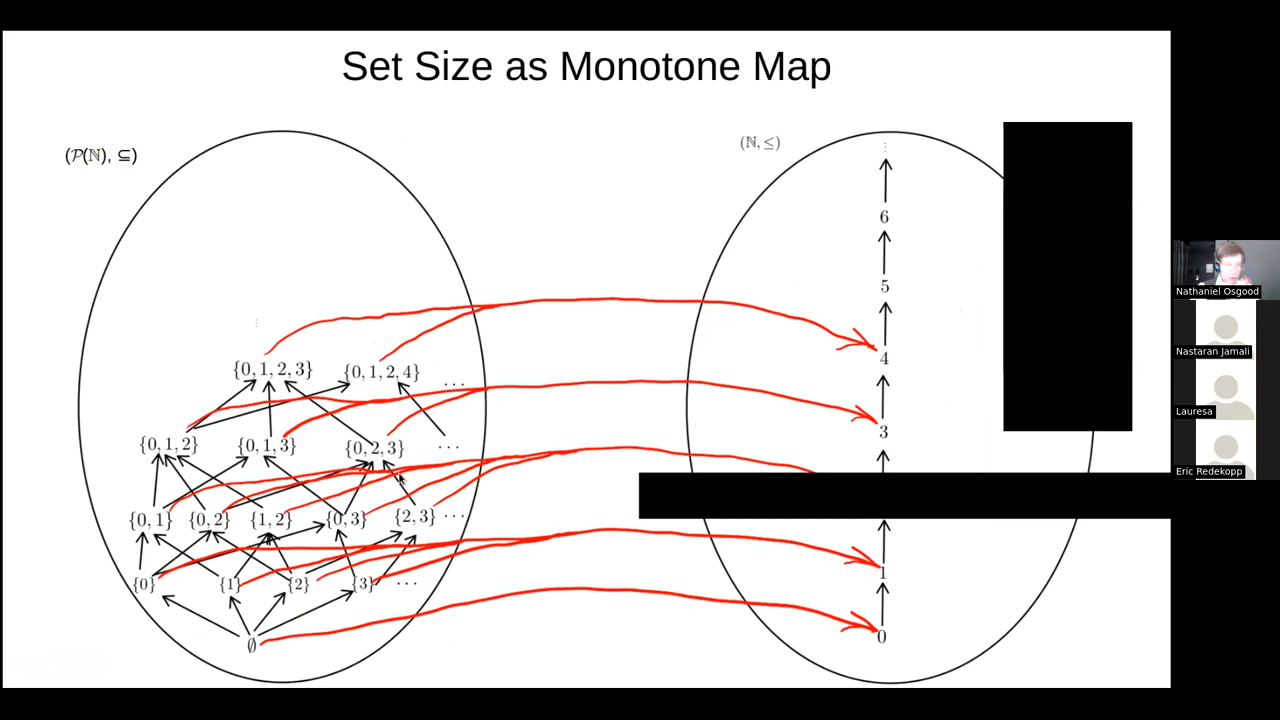 Set Size as Monotone Map
(𝒫(ℕ), ⊆)
(ℕ, ≤)
⋮
6
5
4
3
1
0
⋮
{0,1,2,3} {0,1,2,4} ...
{0,1,2} {0,1,3} {0,2,3} ...
{0,1} {0,2} {1,2} {0,3} {2,3} ...
{0} {1} {2} {3} ...
∅
Nathaniel Osgood
Nastaran Jamali
Lauresa
Eric Redekopp